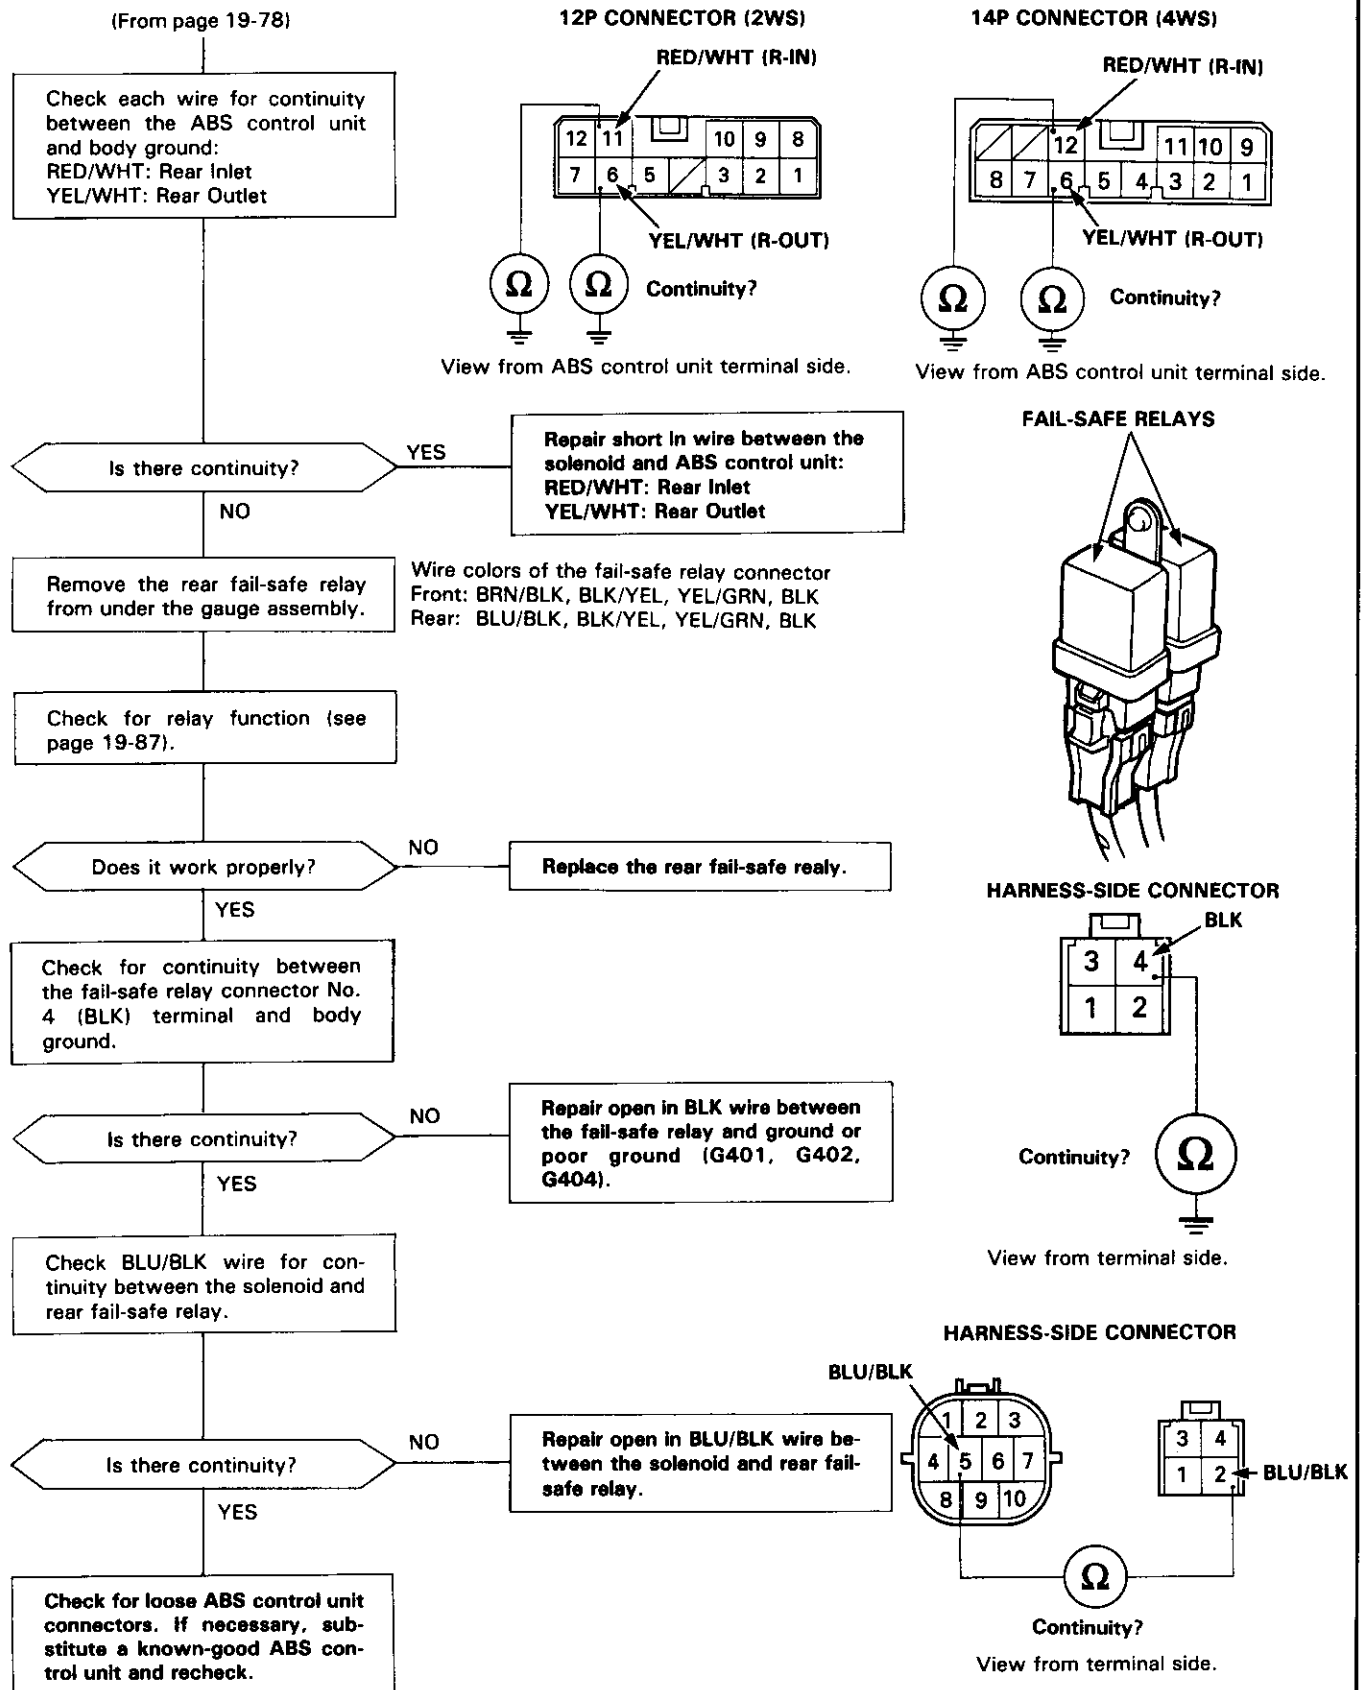 (From page 19-78)
12P CONNECTOR (2WS)
14P CONNECTOR (4WS)
Check each wire for continuity
between the ABS control unit
and body ground:
RED/WHT: Rear Inlet
YEL/WHT: Rear Outlet
RED/WHT (R-IN)
12 11 10 9 8
7 6 5 3 2 1
YEL/WHT (R-OUT)
Ω Ω Continuity?
View from ABS control unit terminal side.
RED/WHT (R-IN)
12 11 10 9
8 7 6 5 4 3 2 1
YEL/WHT (R-OUT)
Ω Ω Continuity?
View from ABS control unit terminal side.
Is there continuity?
YES
Repair short in wire between the
solenoid and ABS control unit:
RED/WHT: Rear Inlet
YEL/WHT: Rear Outlet
NO
FAIL-SAFE RELAYS
Remove the rear fail-safe relay
from under the gauge assembly.
Wire colors of the fail-safe relay connector
Front: BRN/BLK, BLK/YEL, YEL/GRN, BLK
Rear: BLU/BLK, BLK/YEL, YEL/GRN, BLK
Check for relay function (see
page 19-87).
Does it work properly?
NO
Replace the rear fail-safe realy.
YES
HARNESS-SIDE CONNECTOR
BLK
3 4
1 2
Check for continuity between
the fail-safe relay connector No.
4 (BLK) terminal and body
ground.
Is there continuity?
NO
Repair open in BLK wire between
the fail-safe relay and ground or
poor ground (G401, G402,
G404).
YES
Continuity? Ω
View from terminal side.
Check BLU/BLK wire for con-
tinuity between the solenoid and
rear fail-safe relay.
HARNESS-SIDE CONNECTOR
BLU/BLK
1 2 3
4 5 6 7
8 9 10
3 4
1 2
BLU/BLK
Is there continuity?
NO
Repair open in BLU/BLK wire be-
tween the solenoid and rear fail-
safe relay.
YES
Ω
Continuity?
View from terminal side.
Check for loose ABS control unit
connectors. If necessary, sub-
stitute a known-good ABS con-
trol unit and recheck.